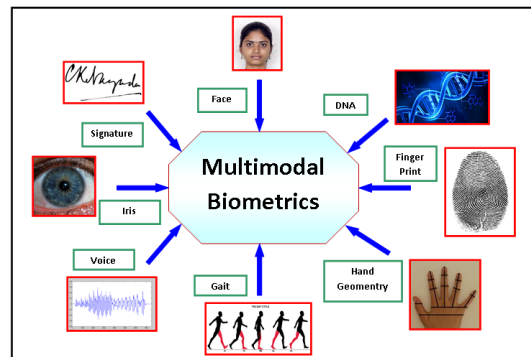 Face
DNA
Signature
Multimodal
Biometrics
Finger
Print
Iris
Voice
Gait
Hand
Geomentry